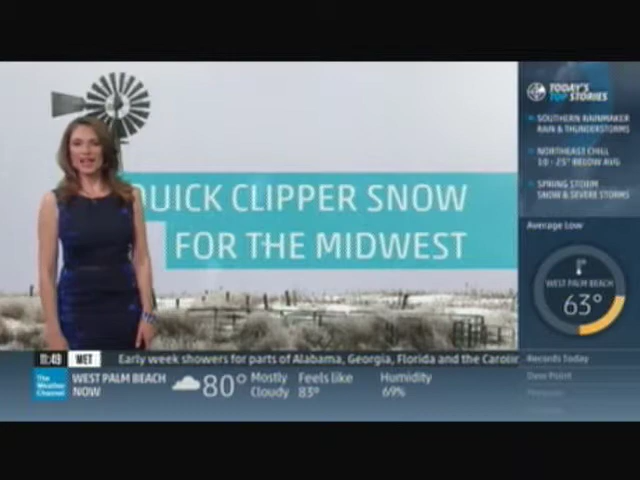 TODAY'S
TOP STORIES
SOUTHERN RAINMAKER
RAIN & THUNDERSTORMS
NORTHEAST CHILL
10 - 25° BELOW AVG
SPRING STORM
SNOW & SEVERE STORMS
QUICK CLIPPER SNOW
FOR THE MIDWEST
Average Low
WEST PALM BEACH
63°
11:49 WET Early week showers for parts of Alabama, Georgia, Florida and the Carolin
The
Weather
Channel
WEST PALM BEACH
NOW
80°
Mostly
Cloudy
Feels like
83°
Humidity
69%
Records Today
Dew Point